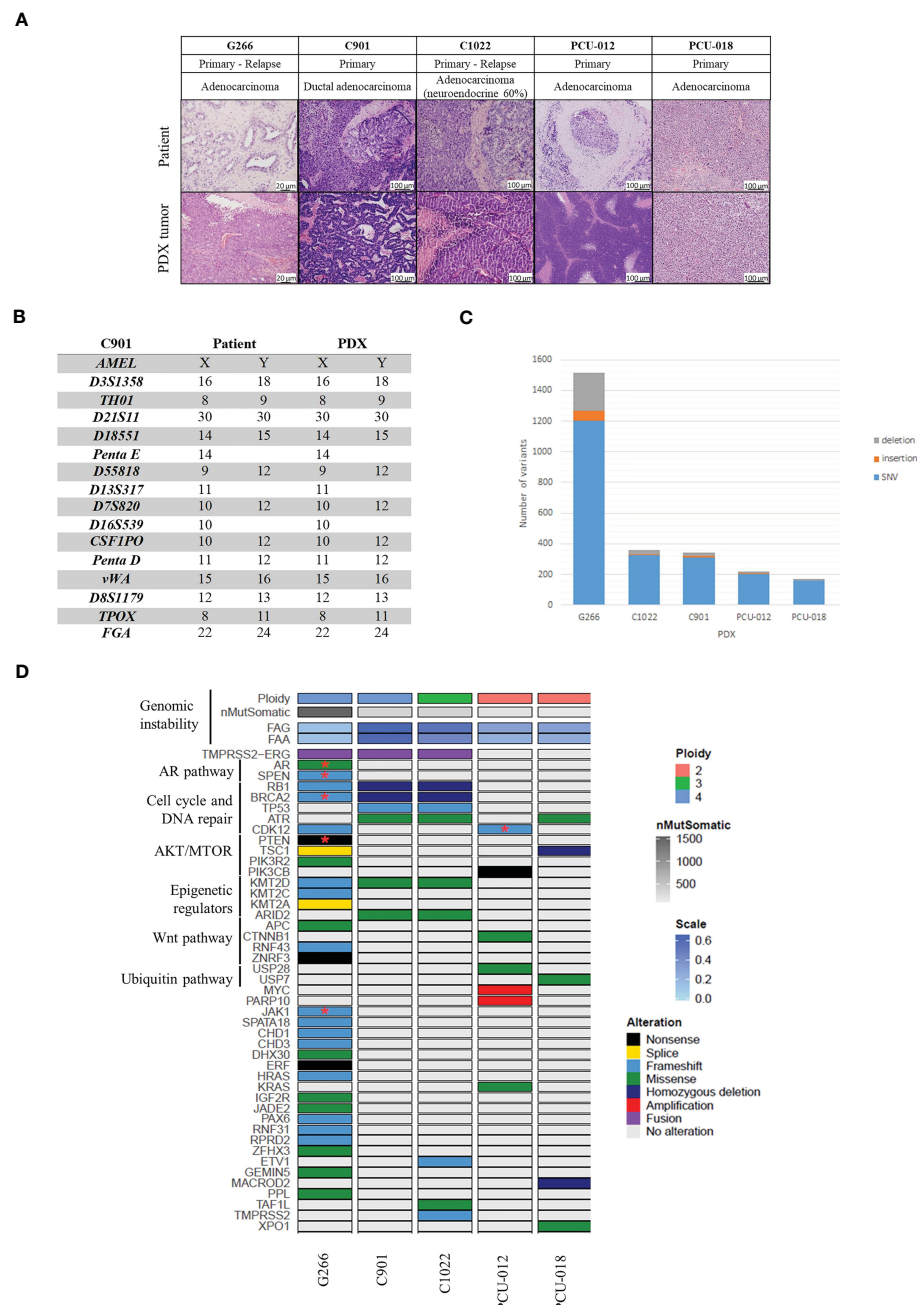 A
G266 C901 C1022 PCU-012 PCU-018
Primary - Relapse Primary Primary - Relapse Primary Primary
Adenocarcinoma Ductal adenocarcinoma Adenocarcinoma (neuroendocrine 60%) Adenocarcinoma Adenocarcinoma
Patient
20 µm 100 µm 100 µm 100 µm 100 µm
PDX tumor
20 µm 100 µm 100 µm 100 µm 100 µm
B
C901 Patient PDX
AMEL X Y X Y
D3S1358 16 18 16 18
TH01 8 9 8 9
D21S11 30 30 30 30
D18551 14 15 14 15
Penta E 14 14
D55818 9 12 9 12
D13S317 11 11
D7S820 10 12 10 12
D16S539 10 10
CSF1PO 10 12 10 12
Penta D 11 12 11 12
vWA 15 16 15 16
D8S1179 12 13 12 13
TPOX 8 11 8 11
FGA 22 24 22 24
C
Number of variants
1600
1400
1200
1000
800
600
400
200
0
G266 C1022 C901 PCU-012 PCU-018
PDX
deletion
insertion
SNV
D
Genomic instability
Ploidy
nMutSomatic
FAG
FAA
TMPRSS2-ERG
AR pathway
AR *
SPEN *
Cell cycle and DNA repair
RB1
BRCA2 *
TP53
ATR
CDK12 *
AKT/MTOR
PTEN *
TSC1
PIK3R2
PIK3CB
Epigenetic regulators
KMT2D
KMT2C
KMT2A
ARID2
Wnt pathway
APC
CTNNB1
RNF43
ZNRF3
Ubiquitin pathway
USP28
USP7
MYC
PARP10
JAK1 *
SPATA18
CHD1
CHD3
DHX30
ERF
HRAS
KRAS
IGF2R
JADE2
PAX6
RNF31
RPRD2
ZFHX3
ETV1
GEMIN5
MACROD2
PPL
TAF1L
TMPRSS2
XPO1
G266 C901 C1022 PCU-012 PCU-018
Ploidy
2
3
4
nMutSomatic
1500
1000
500
Scale
0.6
0.4
0.2
0.0
Alteration
Nonsense
Splice
Frameshift
Missense
Homozygous deletion
Amplification
Fusion
No alteration